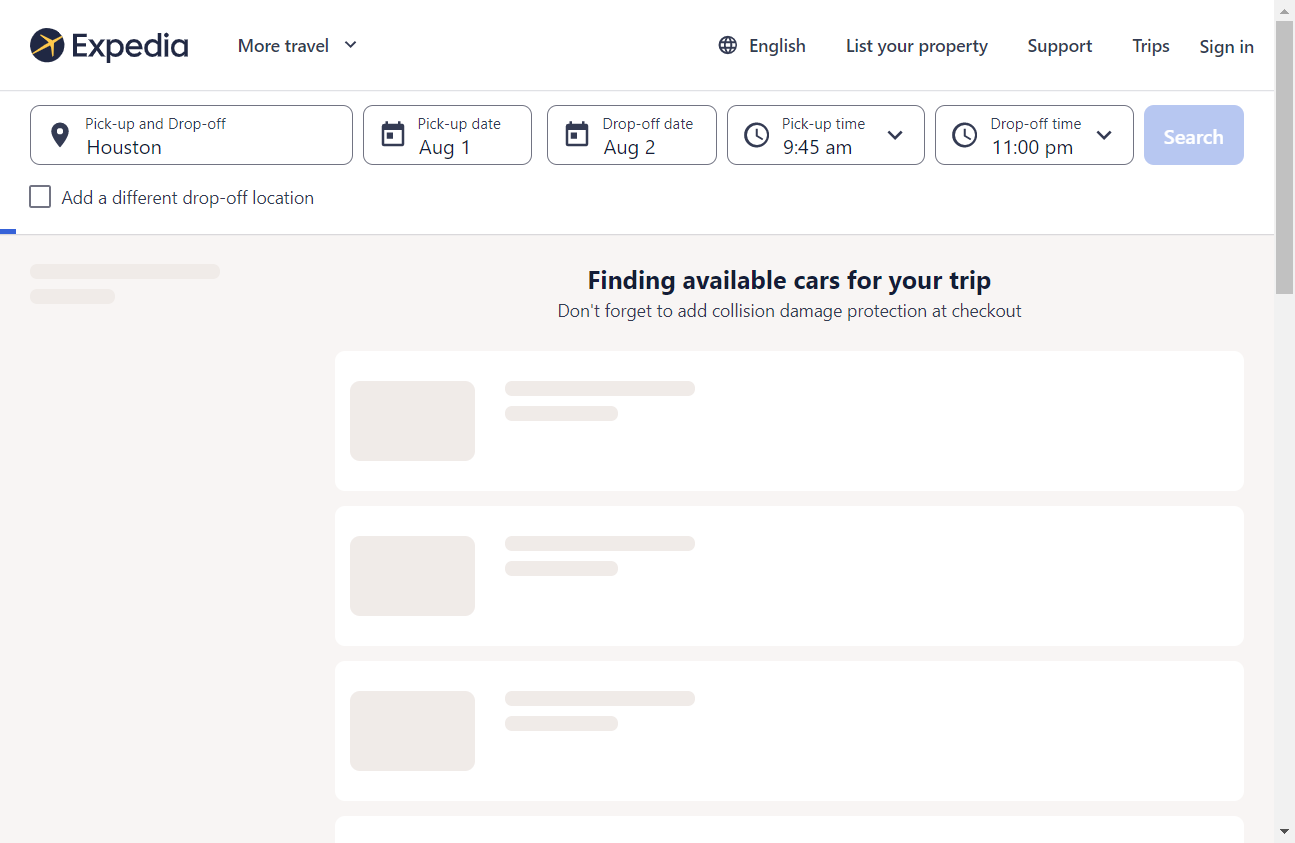 Expedia
More travel
English
List your property
Support
Trips
Sign in
Pick-up and Drop-off
Houston
Pick-up date
Aug 1
Drop-off date
Aug 2
Pick-up time
9:45 am
Drop-off time
11:00 pm
Search
Add a different drop-off location
Finding available cars for your trip
Don't forget to add collision damage protection at checkout